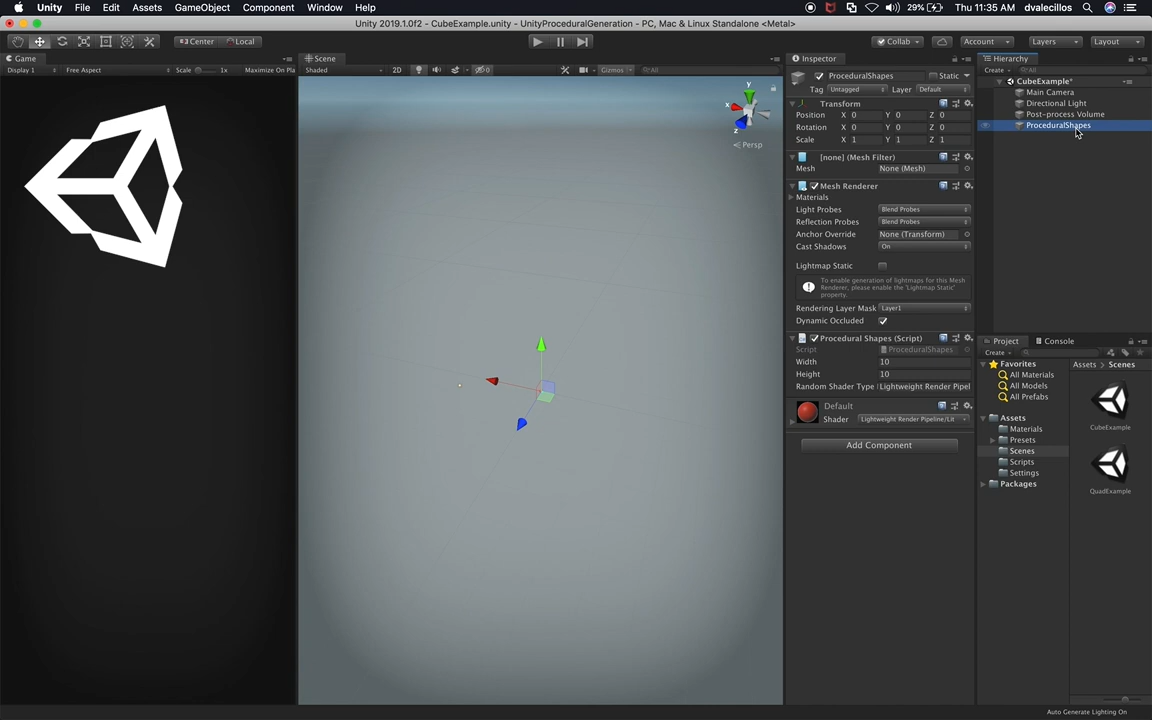 Unity File Edit Assets GameObject Component Window Help 29% Thu 11:35 AM dvalecillos
Unity 2019.1.0f2 - CubeExample.unity - UnityProceduralGeneration - PC, Mac & Linux Standalone <Metal>
Center Local Collab Account Layers Layout
Game Scene Inspector Hierarchy
Display 1 Free Aspect Scale 1x Maximize On Pla Shaded 2D 0 Gizmos All
ProceduralShapes Static
Tag Untagged Layer Default
Transform
Position X 0 Y 0 Z 0
Rotation X 0 Y 0 Z 0
Scale X 1 Y 1 Z 1
[none] (Mesh Filter)
Mesh None (Mesh)
Mesh Renderer
Materials
Light Probes Blend Probes
Reflection Probes Blend Probes
Anchor Override None (Transform)
Cast Shadows On
Lightmap Static
To enable generation of lightmaps for this Mesh
Renderer, please enable the 'Lightmap Static'
property.
Rendering Layer Mask Layer1
Dynamic Occluded
Procedural Shapes (Script)
Script ProceduralShapes
Width 10
Height 10
Random Shader Type Lightweight Render Pipel
Default
Shader Lightweight Render Pipeline/Lit
Add Component
y
x
z
Persp
Create All
CubeExample*
Main Camera
Directional Light
Post-process Volume
ProceduralShapes
Project Console
Create
Favorites
All Materials
All Models
All Prefabs
Assets
Materials
Presets
Scenes
Scripts
Settings
Packages
Assets > Scenes
CubeExample
QuadExample
Auto Generate Lighting On